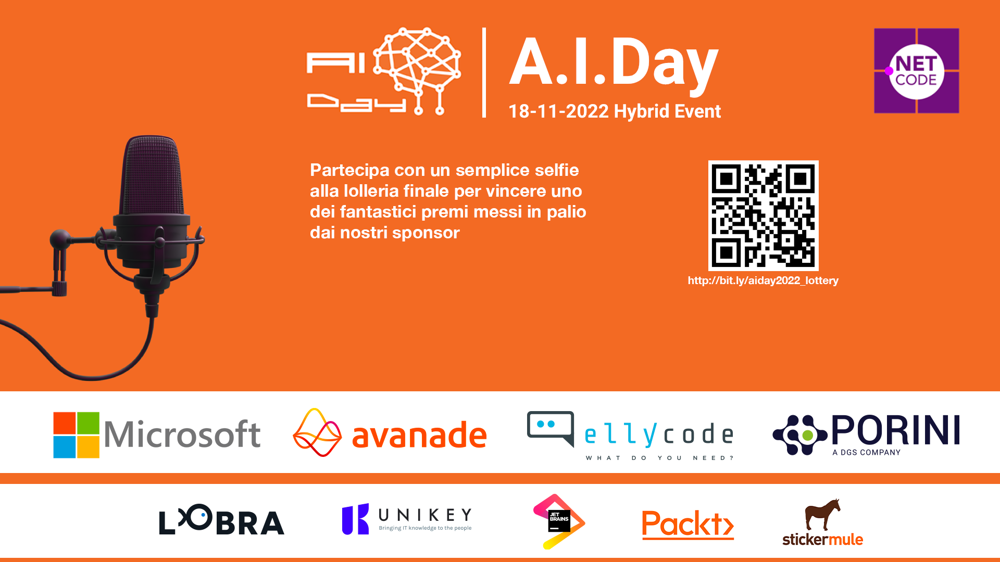 AI
Day
A.I.Day
18-11-2022 Hybrid Event
NET
CODE
Partecipa con un semplice selfie
alla lolleria finale per vincere uno
dei fantastici premi messi in palio
dai nostri sponsor
http://bit.ly/aiday2022_lottery
Microsoft
avanade
ellycode
WHAT DO YOU NEED?
PORINI
A DGS COMPANY
LOBRA
UNIKEY
Bringing IT knowledge to the people
JET
BRAINS
Packt>
stickermule